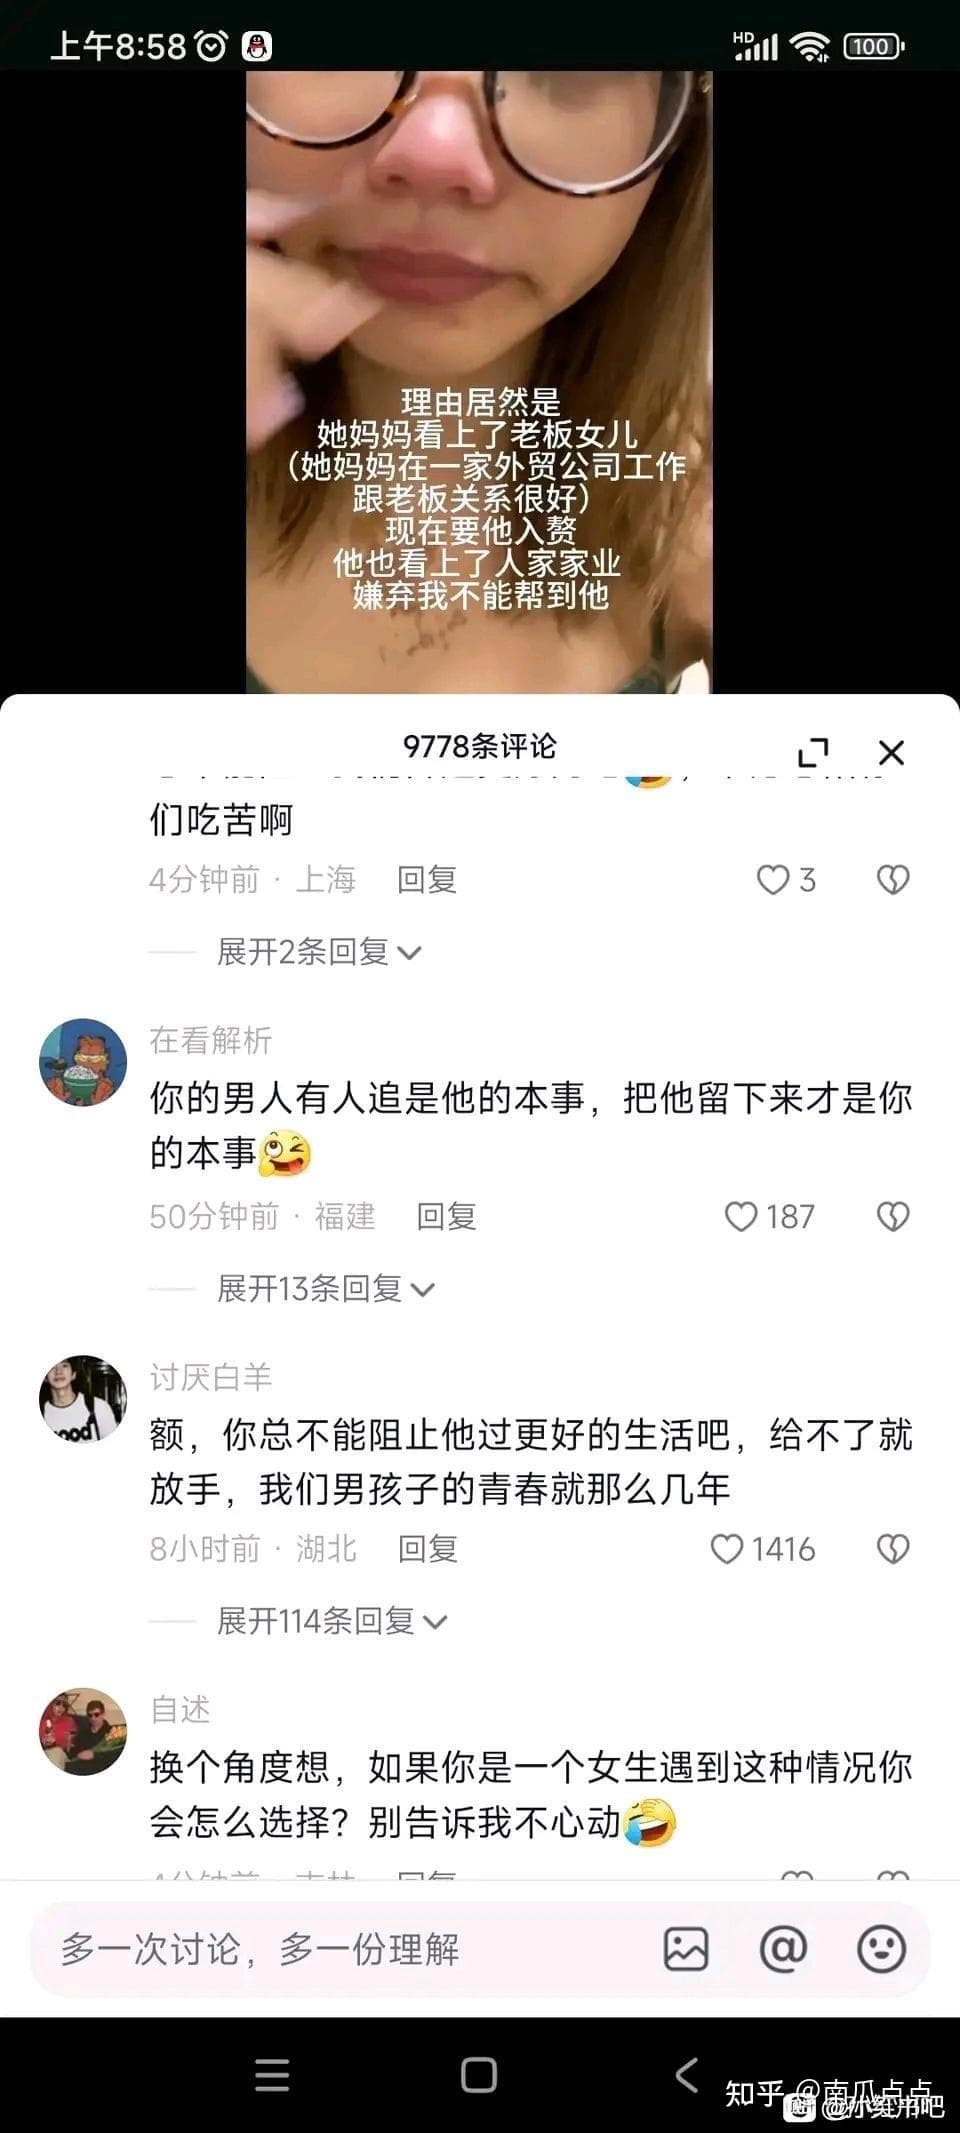 上午8:58
HD
100
理由居然是
她妈妈看上了老板女儿
(她妈妈在一家外贸公司工作
跟老板关系很好)
现在要他入赘
他也看上了人家家业
嫌弃我不能帮到他
9778条评论
们吃苦啊
4分钟前 · 上海 回复 3
展开2条回复
在看解析
你的男人有人追是他的本事，把他留下来才是你
的本事
50分钟前 · 福建 回复 187
展开13条回复
讨厌白羊
ood
额，你总不能阻止他过更好的生活吧，给不了就
放手，我们男孩子的青春就那么几年
8小时前 · 湖北 回复 1416
展开114条回复
自述
换个角度想，如果你是一个女生遇到这种情况你
会怎么选择？别告诉我不心动
多一次讨论，多一份理解
知乎 @南瓜点点